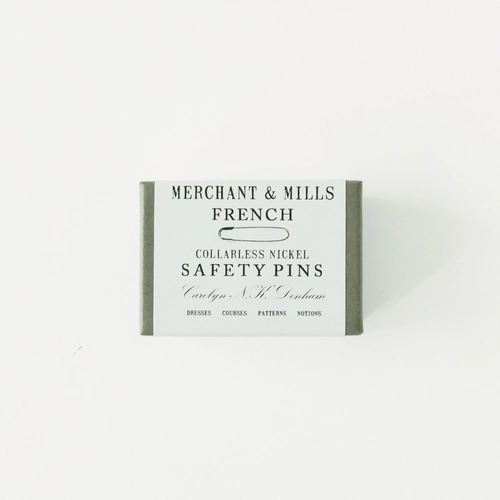 MERCHANT & MILLS
FRENCH
COLLARLESS NICKEL
SAFETY PINS
Carolyn N. K. Denham
DRESSES COURSES PATTERNS NOTIONS